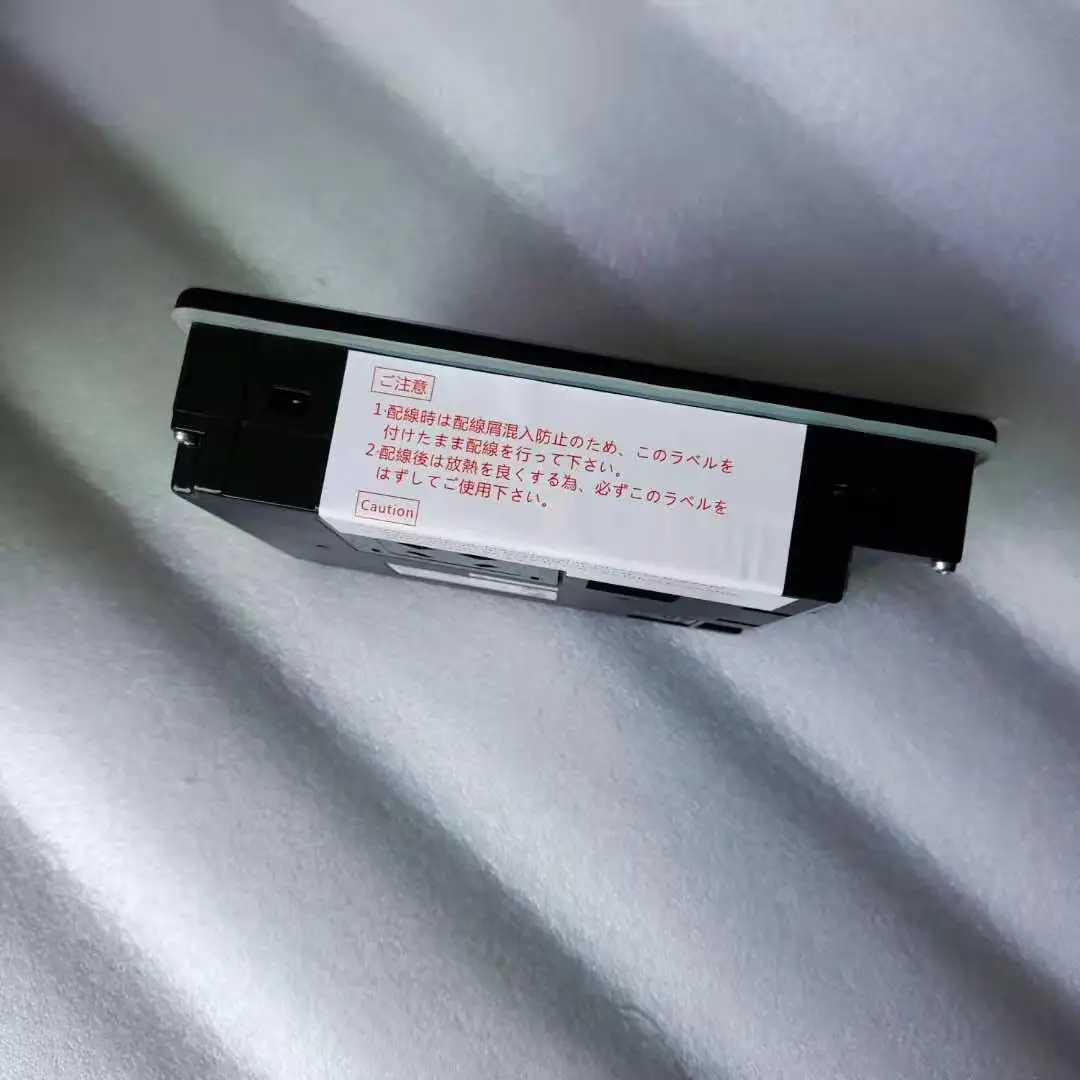 ご注意
1·配線時は配線屑混入防止のため、このラベルを
付けたまま配線を行って下さい。
2·配線後は放熱を良くする為、必ずこのラベルを
はずしてご使用下さい。
Caution